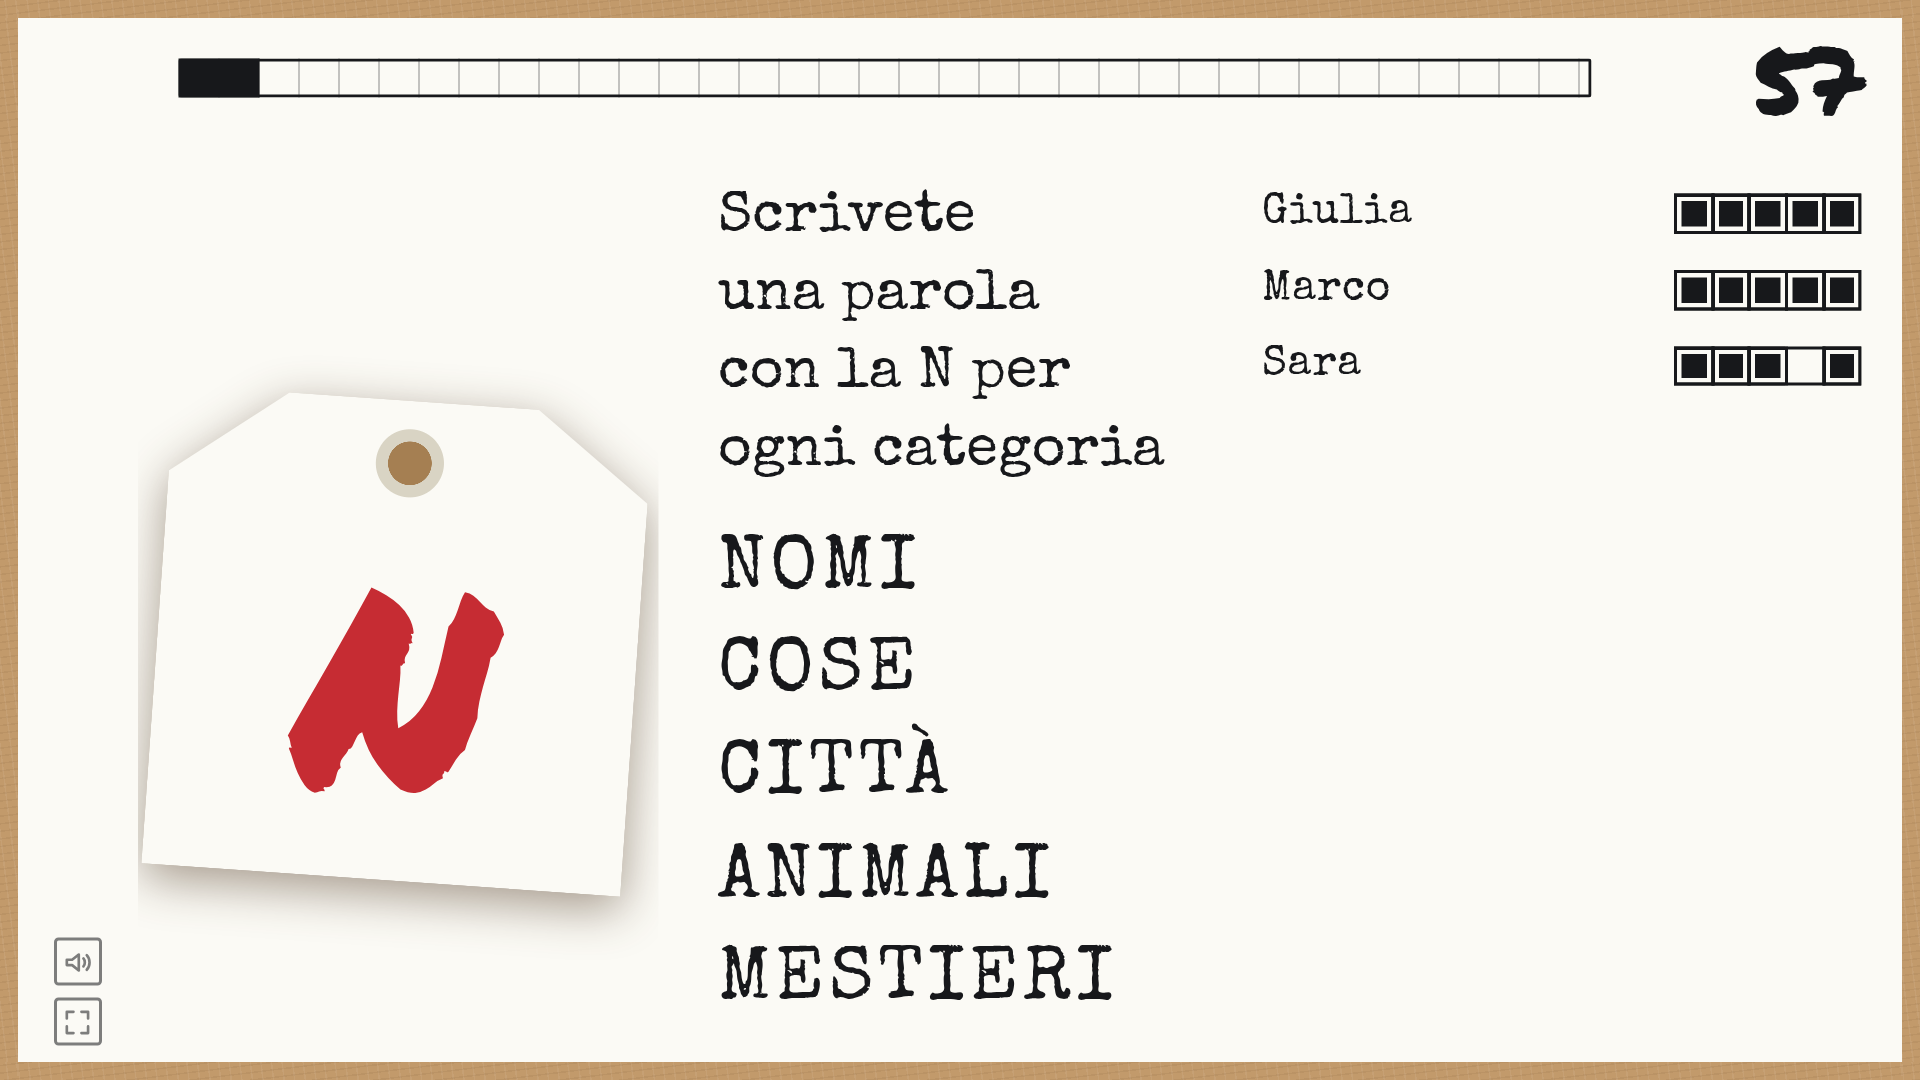 57
Scrivete
una parola
con la N per
ogni categoria
Giulia
Marco
Sara
N
NOMI
COSE
CITTÀ
ANIMALI
MESTIERI